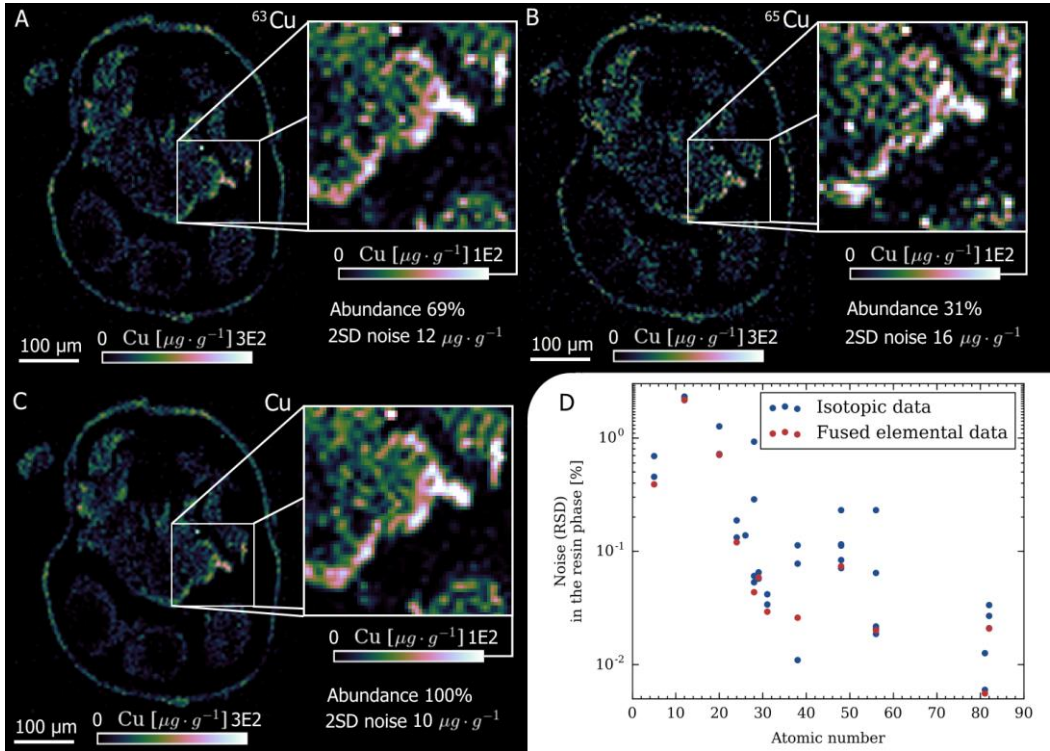 A
⁶³Cu
0 Cu [μg · g⁻¹] 1E2
Abundance 69%
2SD noise 12 μg · g⁻¹
100 μm
0 Cu [μg · g⁻¹] 3E2
B
⁶⁵Cu
0 Cu [μg · g⁻¹] 1E2
Abundance 31%
2SD noise 16 μg · g⁻¹
100 μm
0 Cu [μg · g⁻¹] 3E2
C
Cu
0 Cu [μg · g⁻¹] 1E2
Abundance 100%
2SD noise 10 μg · g⁻¹
100 μm
0 Cu [μg · g⁻¹] 3E2
D
Isotopic data
Fused elemental data
Noise (RSD)
in the resin phase [%]
10⁰
10⁻¹
10⁻²
0 10 20 30 40 50 60 70 80 90
Atomic number